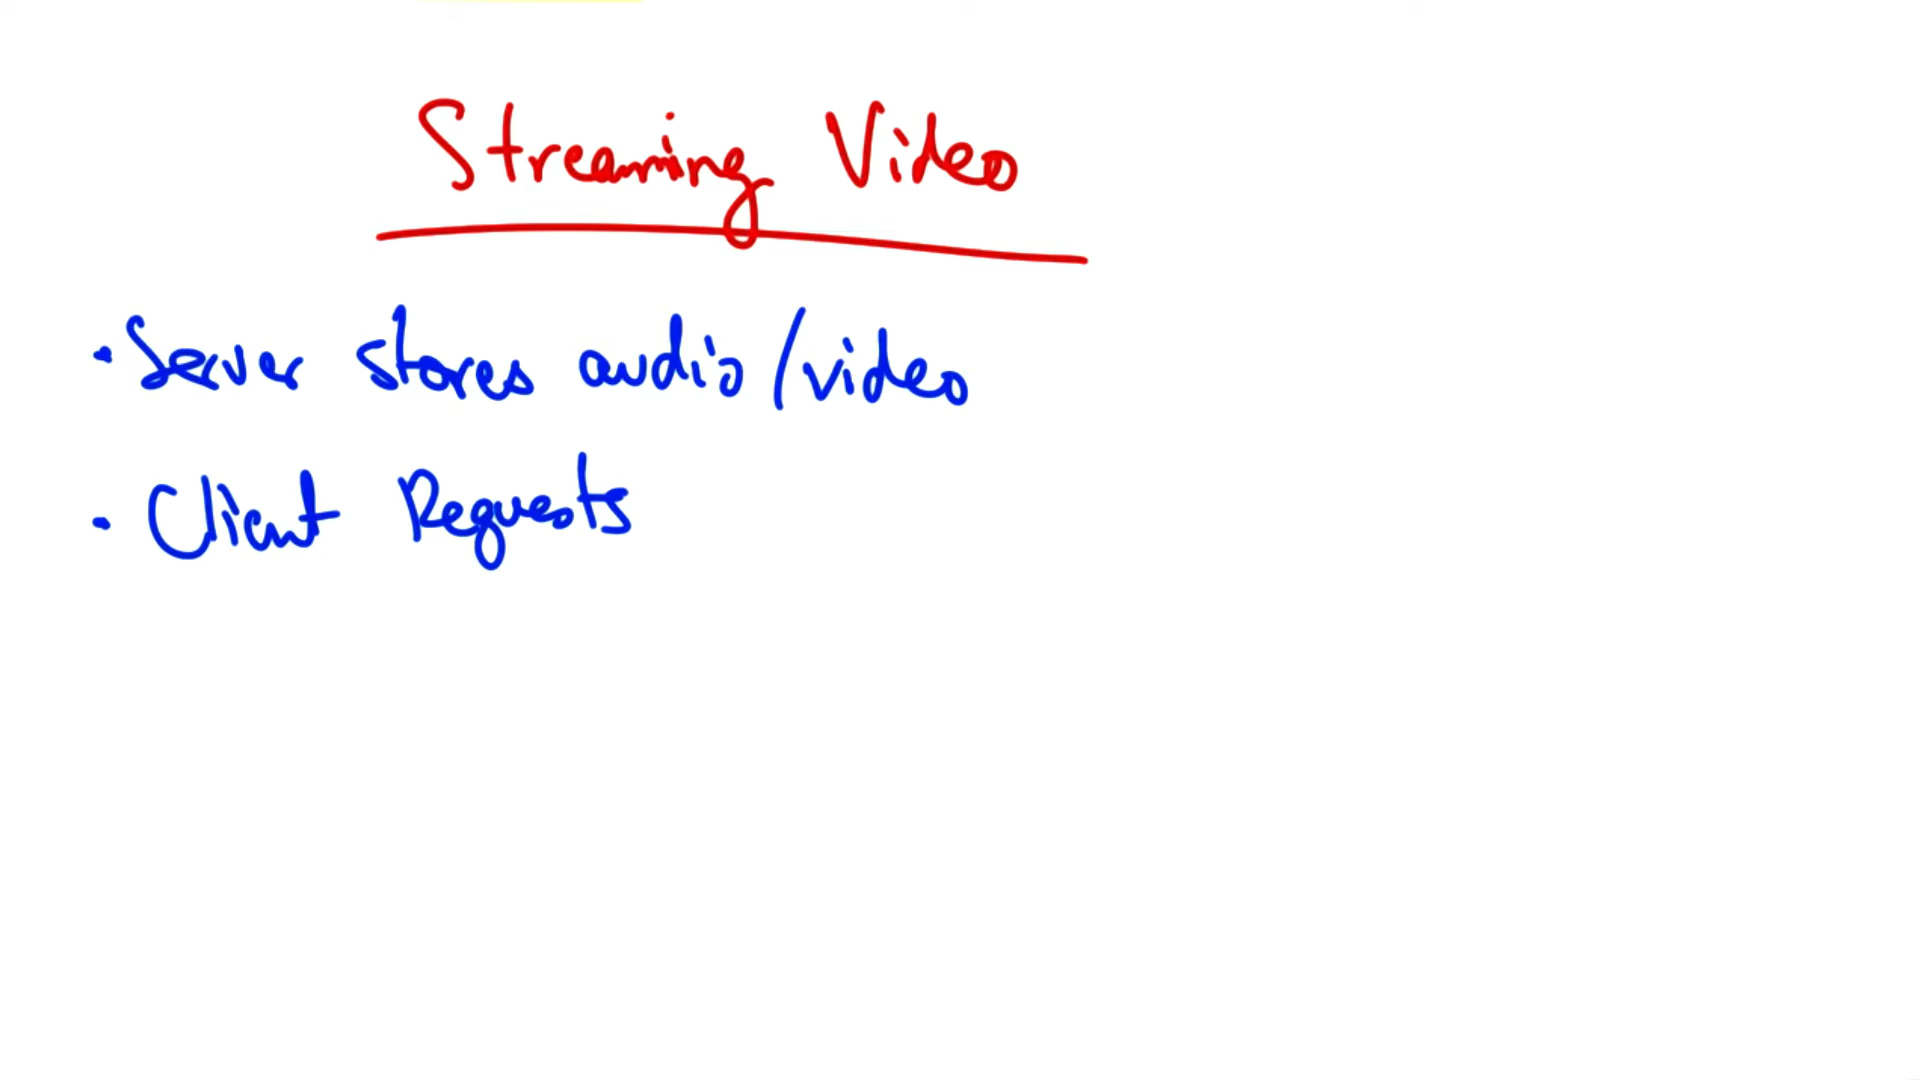 Streaming Video
• Server stores audio/video
• Client Requests